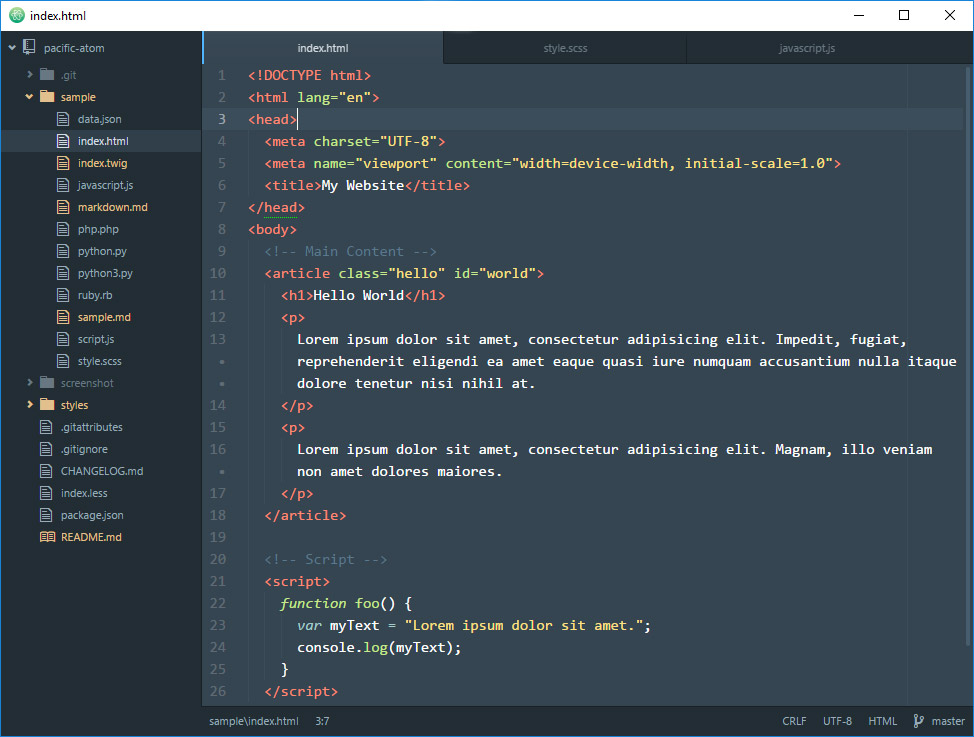 index.html
pacific-atom
.git
sample
data.json
index.html
index.twig
javascript.js
markdown.md
php.php
python.py
python3.py
ruby.rb
sample.md
script.js
style.scss
screenshot
styles
.gitattributes
.gitignore
CHANGELOG.md
index.less
package.json
README.md
index.html style.scss javascript.js
1 <!DOCTYPE html>
2 <html lang="en">
3 <head>
4 <meta charset="UTF-8">
5 <meta name="viewport" content="width=device-width, initial-scale=1.0">
6 <title>My Website</title>
7 </head>
8 <body>
9 <!-- Main Content -->
10 <article class="hello" id="world">
11 <h1>Hello World</h1>
12 <p>
13 Lorem ipsum dolor sit amet, consectetur adipisicing elit. Impedit, fugiat,
• reprehenderit eligendi ea amet eaque quasi iure numquam accusantium nulla itaque
• dolore tenetur nisi nihil at.
14 </p>
15 <p>
16 Lorem ipsum dolor sit amet, consectetur adipisicing elit. Magnam, illo veniam
• non amet dolores maiores.
17 </p>
18 </article>
19
20 <!-- Script -->
21 <script>
22 function foo() {
23 var myText = "Lorem ipsum dolor sit amet.";
24 console.log(myText);
25 }
26 </script>
sample\index.html 3:7 CRLF UTF-8 HTML master